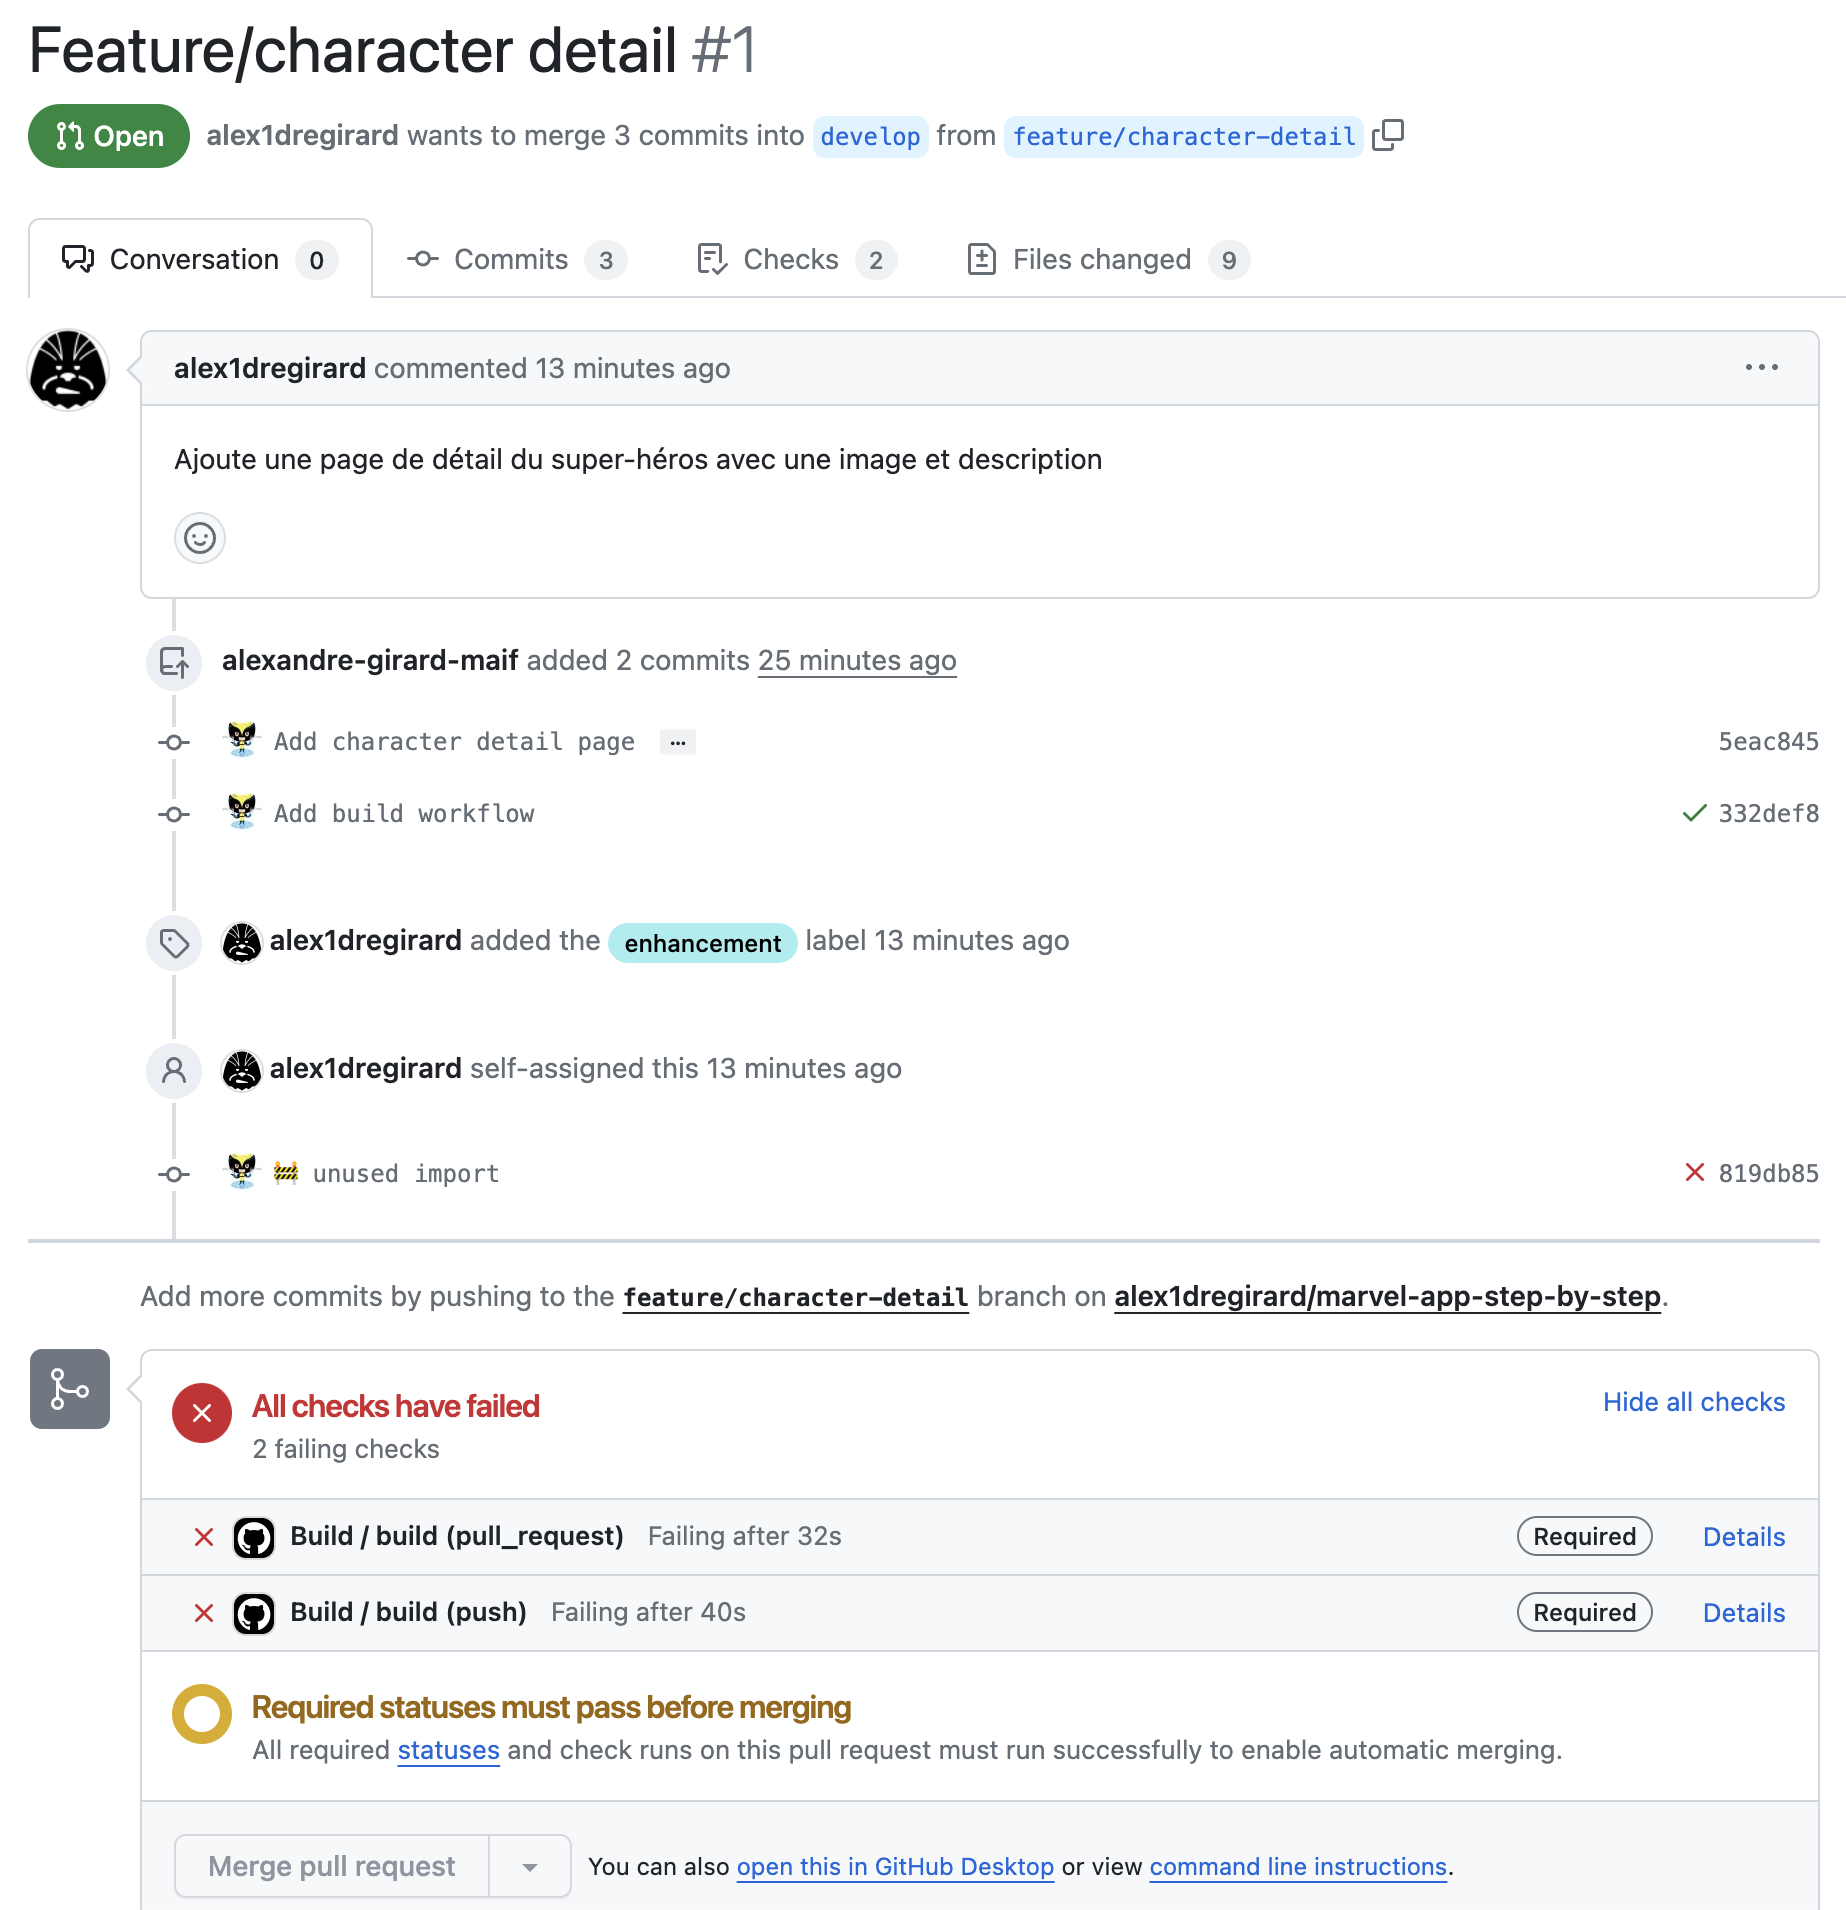 Feature/character detail #1
Open alex1dregirard wants to merge 3 commits into develop from feature/character-detail
Conversation 0 Commits 3 Checks 2 Files changed 9
alex1dregirard commented 13 minutes ago
Ajoute une page de détail du super-héros avec une image et description
alexandre-girard-maif added 2 commits 25 minutes ago
Add character detail page … 5eac845
Add build workflow 332def8
alex1dregirard added the enhancement label 13 minutes ago
alex1dregirard self-assigned this 13 minutes ago
🚧 unused import 819db85
Add more commits by pushing to the feature/character-detail branch on alex1dregirard/marvel-app-step-by-step.
All checks have failed Hide all checks
2 failing checks
Build / build (pull_request) Failing after 32s Required Details
Build / build (push) Failing after 40s Required Details
Required statuses must pass before merging
All required statuses and check runs on this pull request must run successfully to enable automatic merging.
Merge pull request You can also open this in GitHub Desktop or view command line instructions.